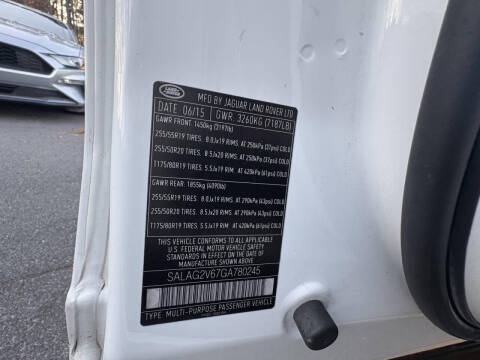 LAND ROVER
MFD BY JAGUAR LAND ROVER LTD
DATE 06/15 GWR. 3260KG (7187LB)
GAWR FRONT: 1450kg (3197lb)
255/55R19 TIRES. 8.0Jx19 RIMS. AT 250kPa (37psi) COLD
255/50R20 TIRES. 8.5Jx20 RIMS. AT 250kPa (37psi) COLD
T175/80R19 TIRES. 5.5Jx19 RIM AT 420kPa (61psi) COLD
GAWR REAR: 1855kg (4090lb)
255/55R19 TIRES. 8.0Jx19 RIMS. AT 290kPa (43psi) COLD
255/50R20 TIRES. 8.5Jx20 RIMS. AT 290kPa (43psi) COLD
T175/80R19 TIRES. 5.5Jx19 RIM AT 420kPa (61psi) COLD
THIS VEHICLE CONFORMS TO ALL APPLICABLE
U.S. FEDERAL MOTOR VEHICLE SAFETY
STANDARDS IN EFFECT ON THE DATE OF
MANUFACTURE SHOWN ABOVE.
SALAG2V67GA780245
TYPE: MULTI-PURPOSE PASSENGER VEHICLE